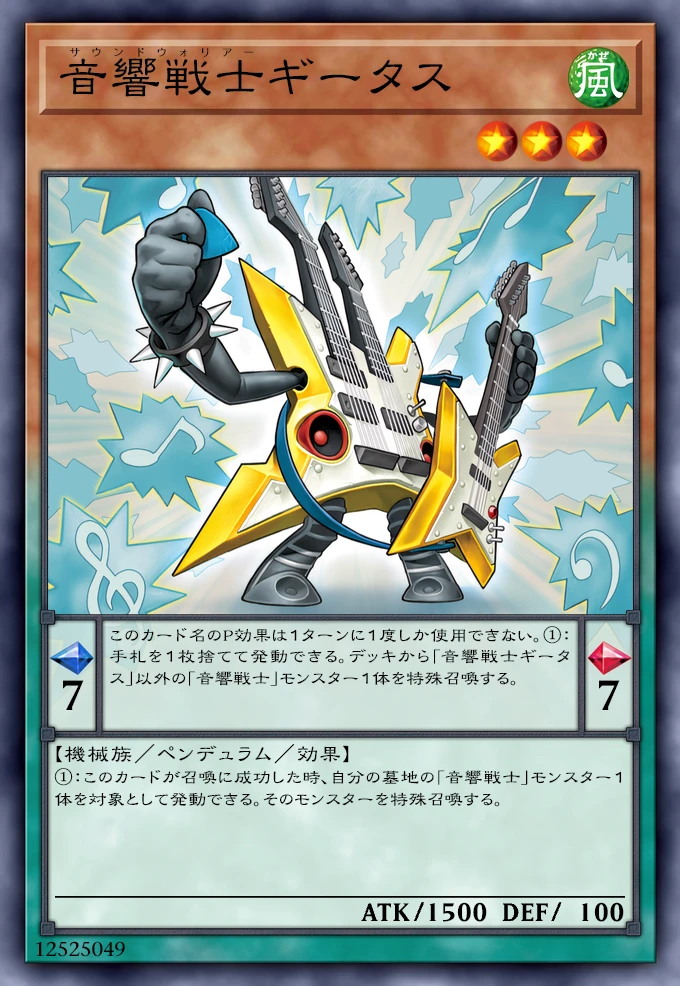 サウンドウォリアー
音響戦士ギータス
かぜ
風
このカード名のP効果は1ターンに1度しか使用できない。①:
手札を1枚捨てて発動できる。デッキから「音響戦士ギータ
ス」以外の「音響戦士」モンスター1体を特殊召喚する。
7
7
【機械族/ペンデュラム/効果】
①:このカードが召喚に成功した時、自分の墓地の「音響戦士」モンスター1
体を対象として発動できる。そのモンスターを特殊召喚する。
ATK/1500 DEF/ 100
12525049